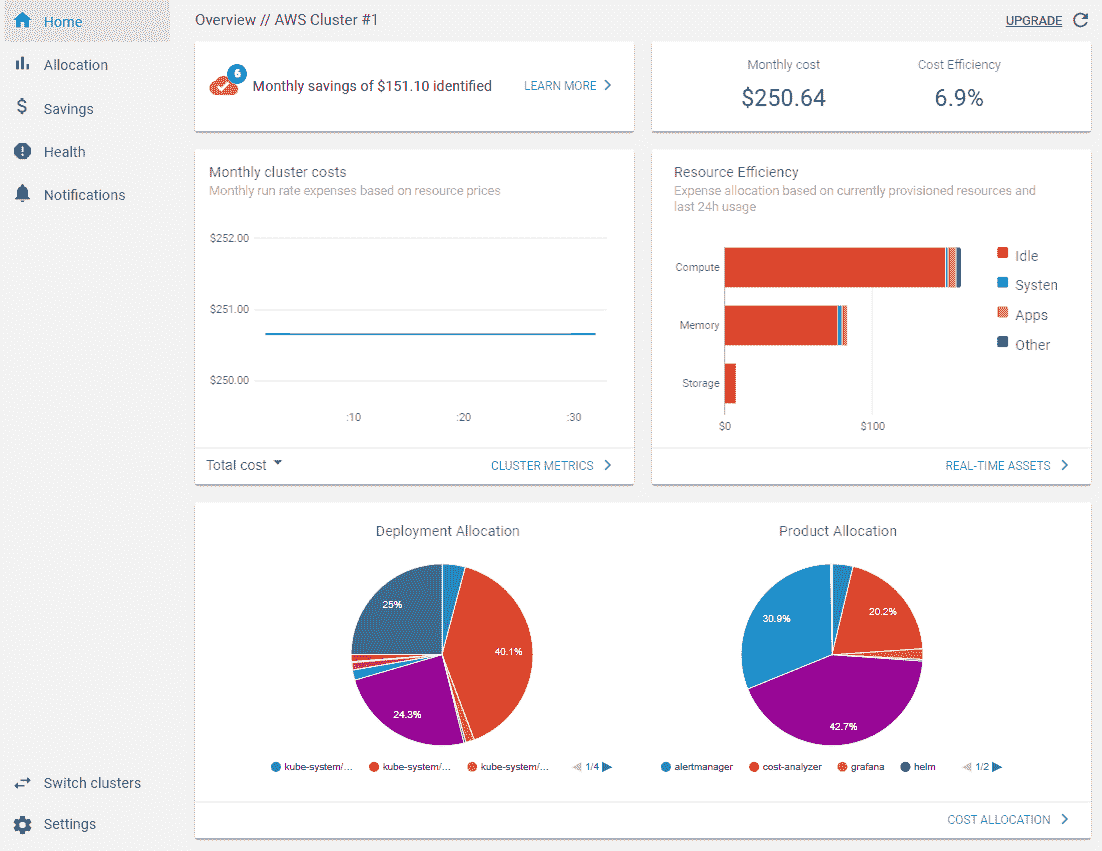 Home
Allocation
Savings
Health
Notifications
Switch clusters
Settings
Overview // AWS Cluster #1
UPGRADE
6
Monthly savings of $151.10 identified
LEARN MORE
Monthly cost
$250.64
Cost Efficiency
6.9%
Monthly cluster costs
Monthly run rate expenses based on resource prices
$252.00
$251.00
$250.00
:10
:20
:30
Total cost
CLUSTER METRICS
Resource Efficiency
Expense allocation based on currently provisioned resources and
last 24h usage
Compute
Memory
Storage
$0
$100
Idle
Systen
Apps
Other
REAL-TIME ASSETS
Deployment Allocation
25%
40.1%
24.3%
kube-system/...
kube-system/...
kube-system/...
1/4
Product Allocation
30.9%
20.2%
42.7%
alertmanager
cost-analyzer
grafana
helm
1/2
COST ALLOCATION